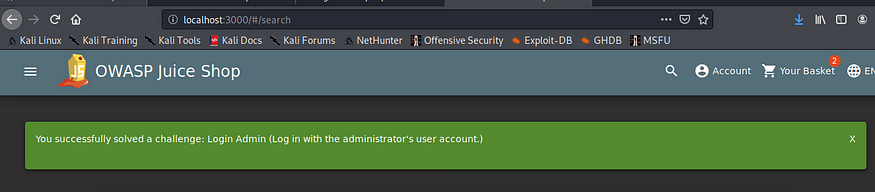 localhost:3000/#/search
Kali Linux Kali Training Kali Tools Kali Docs Kali Forums NetHunter Offensive Security Exploit-DB GHDB MSFU
OWASP Juice Shop Account Your Basket 2 EN
You successfully solved a challenge: Login Admin (Log in with the administrator's user account.) X